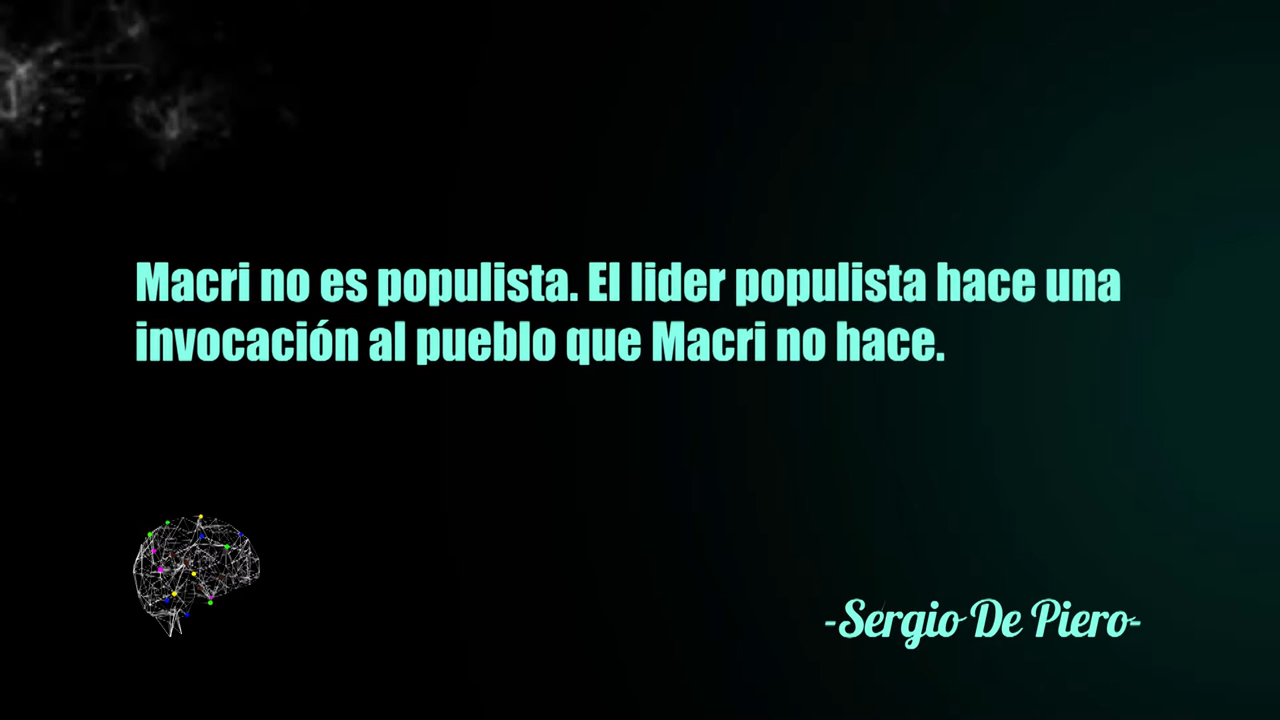 Macri no es populista. El lider populista hace una
invocación al pueblo que Macri no hace.
-Sergio De Piero-